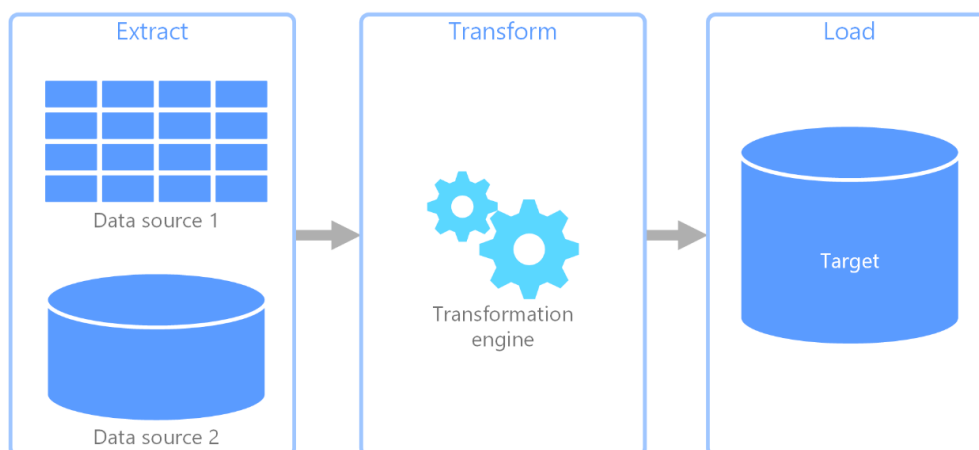 Extract
Data source 1
Data source 2
Transform
Transformation
engine
Load
Target